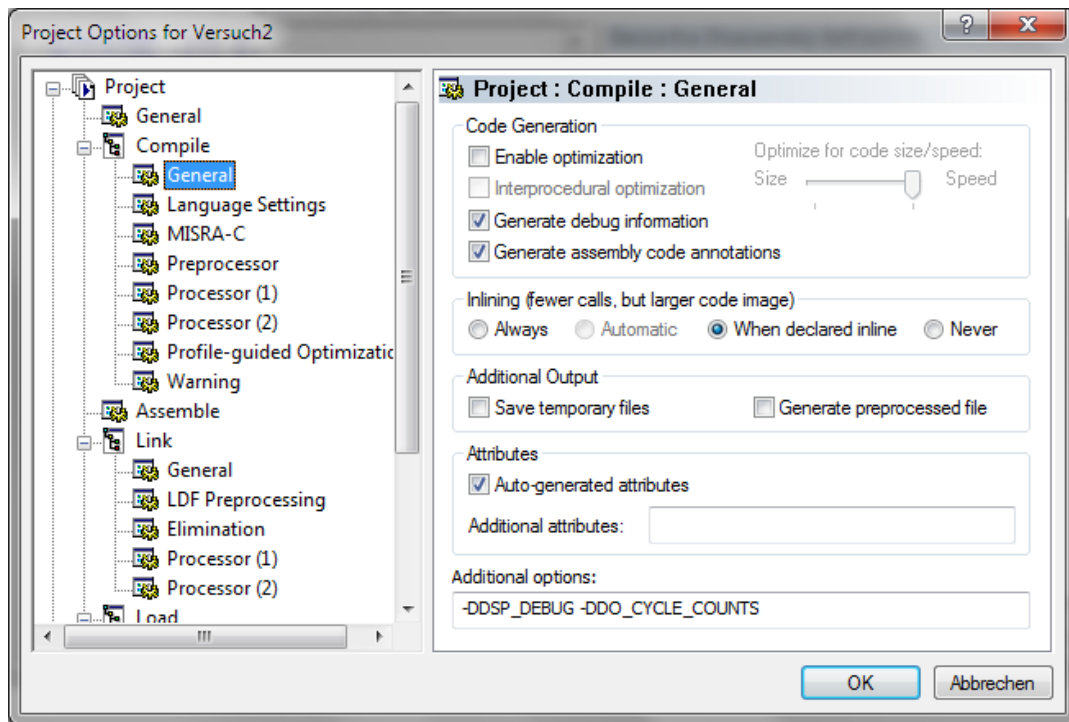 Project Options for Versuch2
Project
General
Compile
General
Language Settings
MISRA-C
Preprocessor
Processor (1)
Processor (2)
Profile-guided Optimizatic
Warning
Assemble
Link
General
LDF Preprocessing
Elimination
Processor (1)
Processor (2)
Load
Project : Compile : General
Code Generation
Enable optimization
Optimize for code size/speed:
Interprocedural optimization
Size
Speed
Generate debug information
Generate assembly code annotations
Inlining (fewer calls, but larger code image)
Always Automatic When declared inline Never
Additional Output
Save temporary files Generate preprocessed file
Attributes
Auto-generated attributes
Additional attributes:
Additional options:
-DDSP_DEBUG -DDO_CYCLE_COUNTS
OK Abbrechen